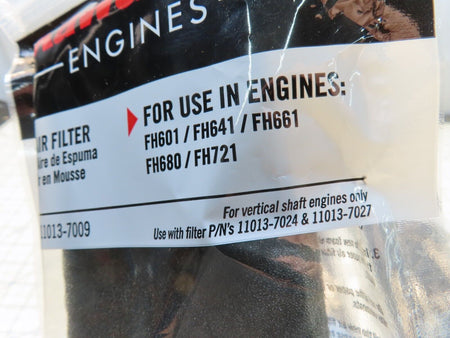 ENGINES
FOR USE IN ENGINES:
FH601 / FH641 / FH661
FH680 / FH721
IR FILTER
ire de Espuma
r en Mousse
11013-7009
For vertical shaft engines only
Use with filter P/N's 11013-7024 & 11013-7027